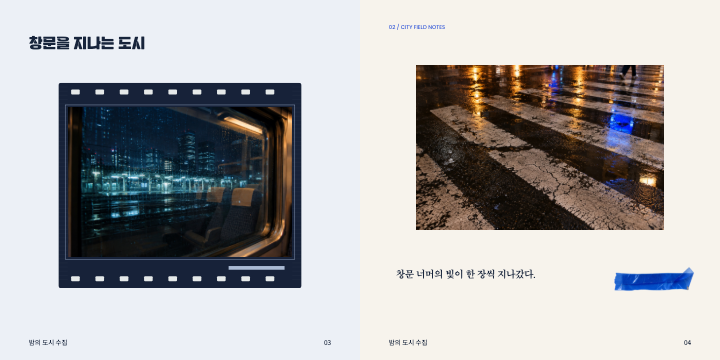 창문을 지나는 도시
밤의 도시 수집
03
02 / CITY FIELD NOTES
창문 너머의 빛이 한 장씩 지나갔다.
밤의 도시 수집
04